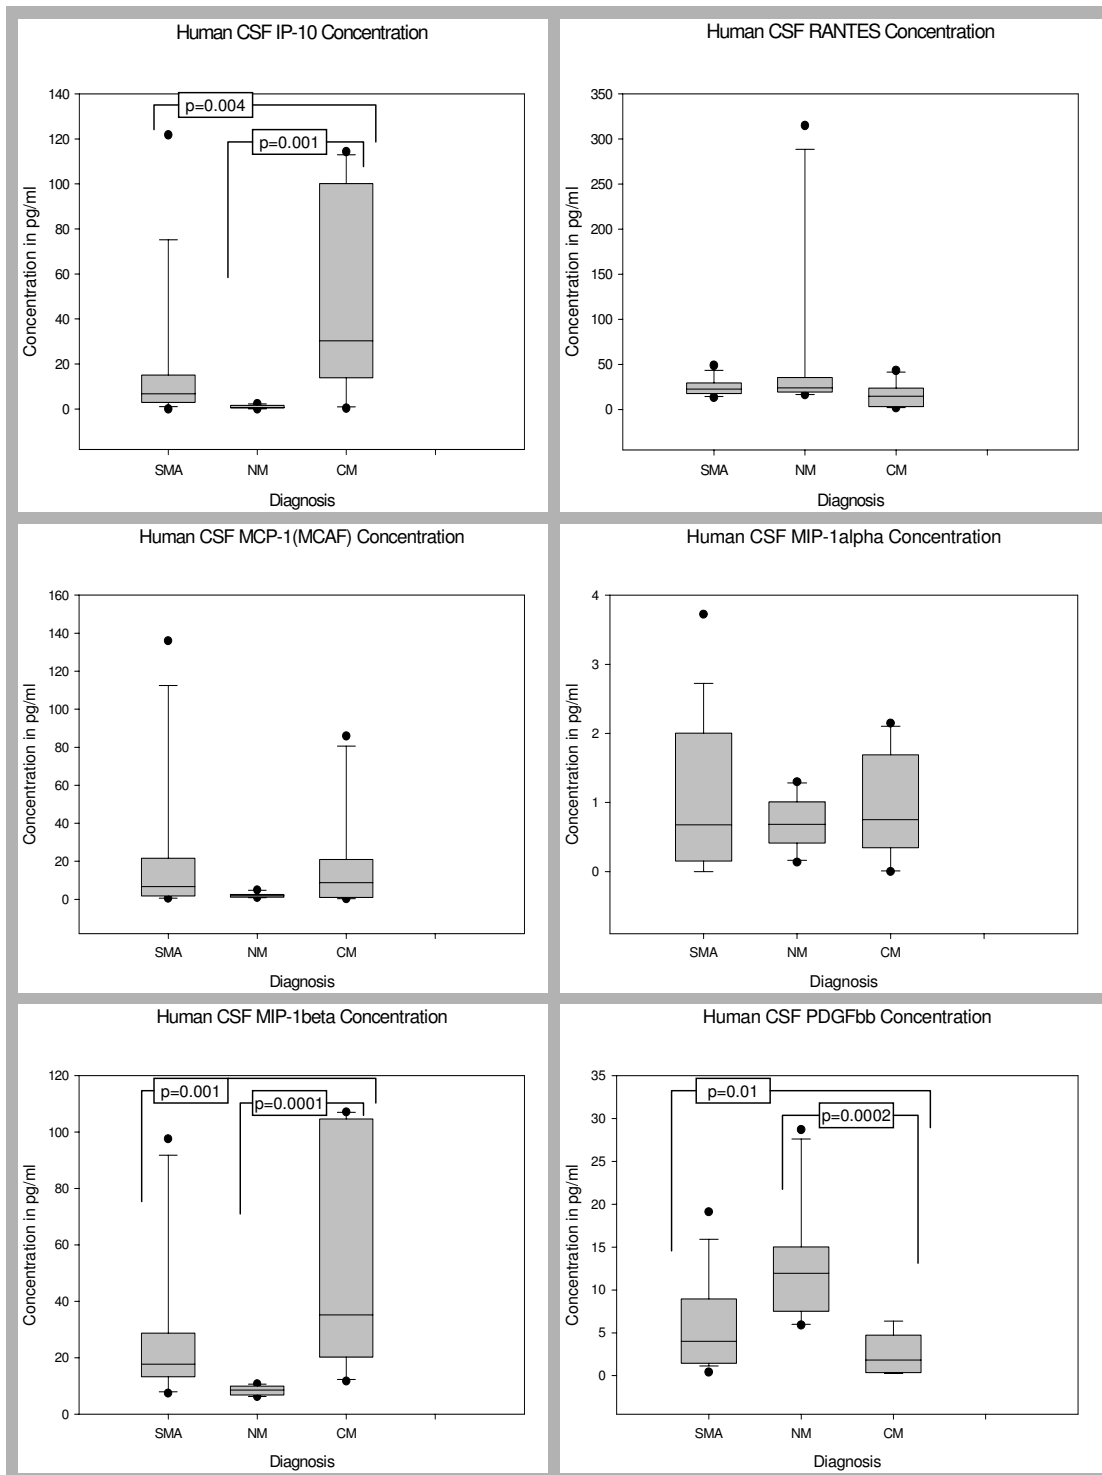 Human CSF IP-10 Concentration
Concentration in pg/ml
140
120
100
80
60
40
20
0
p=0.004
p=0.001
SMA NM CM
Diagnosis
Human CSF RANTES Concentration
Concentration in pg/ml
350
300
250
200
150
100
50
0
SMA NM CM
Diagnosis
Human CSF MCP-1(MCAF) Concentration
Concentration in pg/ml
160
140
120
100
80
60
40
20
0
SMA NM CM
Diagnosis
Human CSF MIP-1alpha Concentration
Concentration in pg/ml
4
3
2
1
0
SMA NM CM
Diagnosis
Human CSF MIP-1beta Concentration
Concentration in pg/ml
120
100
80
60
40
20
0
p=0.001
p=0.0001
SMA NM CM
Diagnosis
Human CSF PDGFbb Concentration
Concentration in pg/ml
35
30
25
20
15
10
5
0
p=0.01
p=0.0002
SMA NM CM
Diagnosis